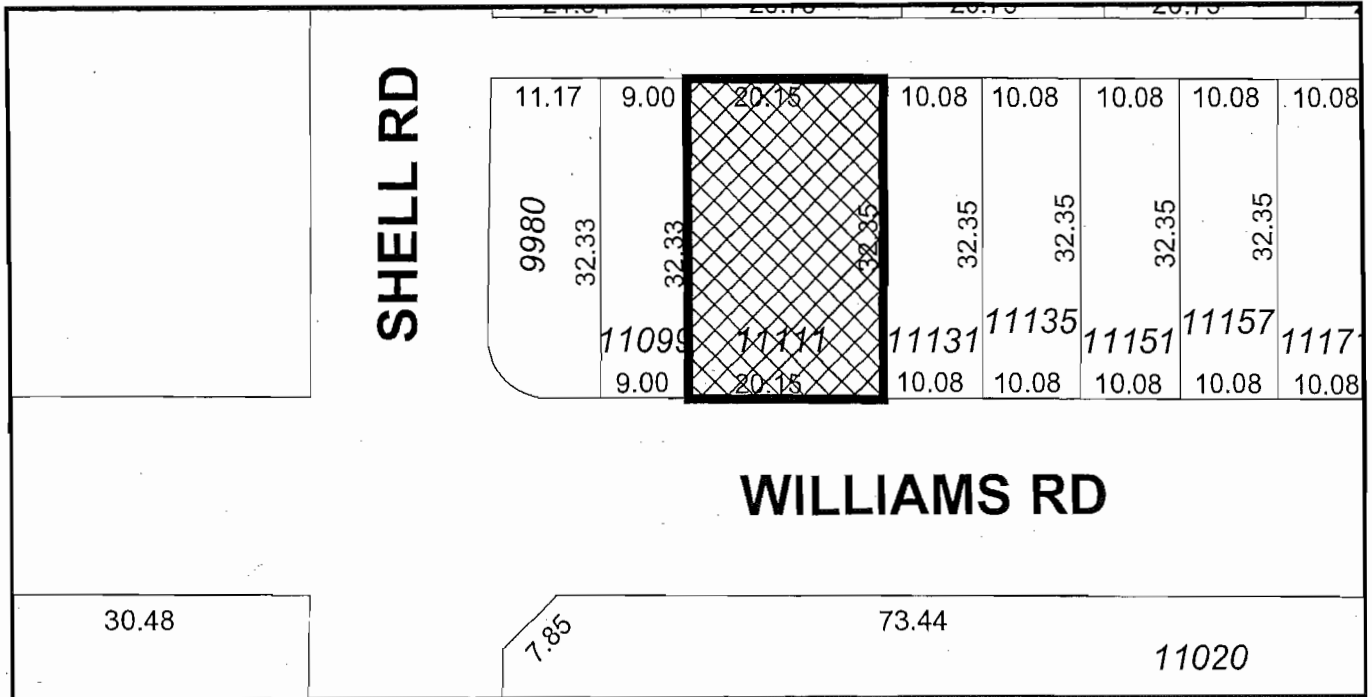 SHELL RD
11.17 9.00 20.15 10.08 10.08 10.08 10.08 10.08
9980 32.33 32.33 32.35 32.35 32.35 32.35 32.35
11099 11111 11131 11135 11151 11157
9.00 20.15 10.08 10.08 10.08 10.08 10.08
WILLIAMS RD
30.48 7.85 73.44
11020